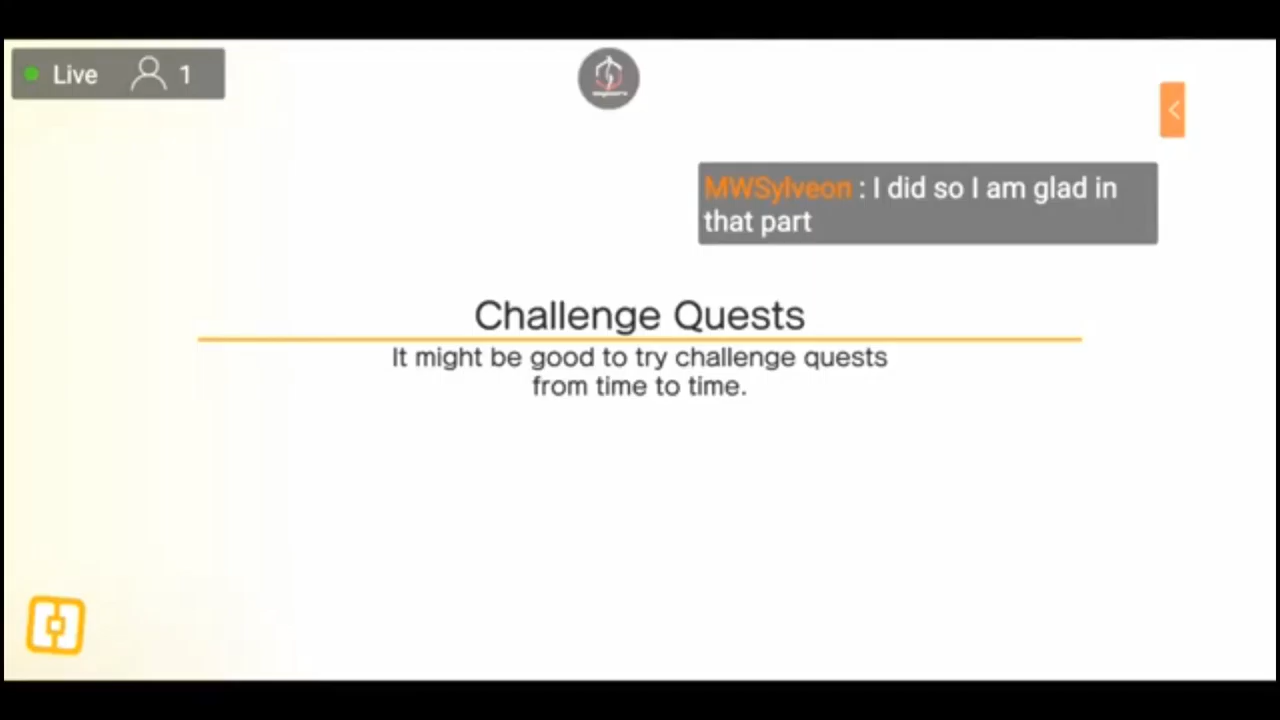 Live 1
MWSylveon : I did so I am glad in
that part
Challenge Quests
It might be good to try challenge quests
from time to time.